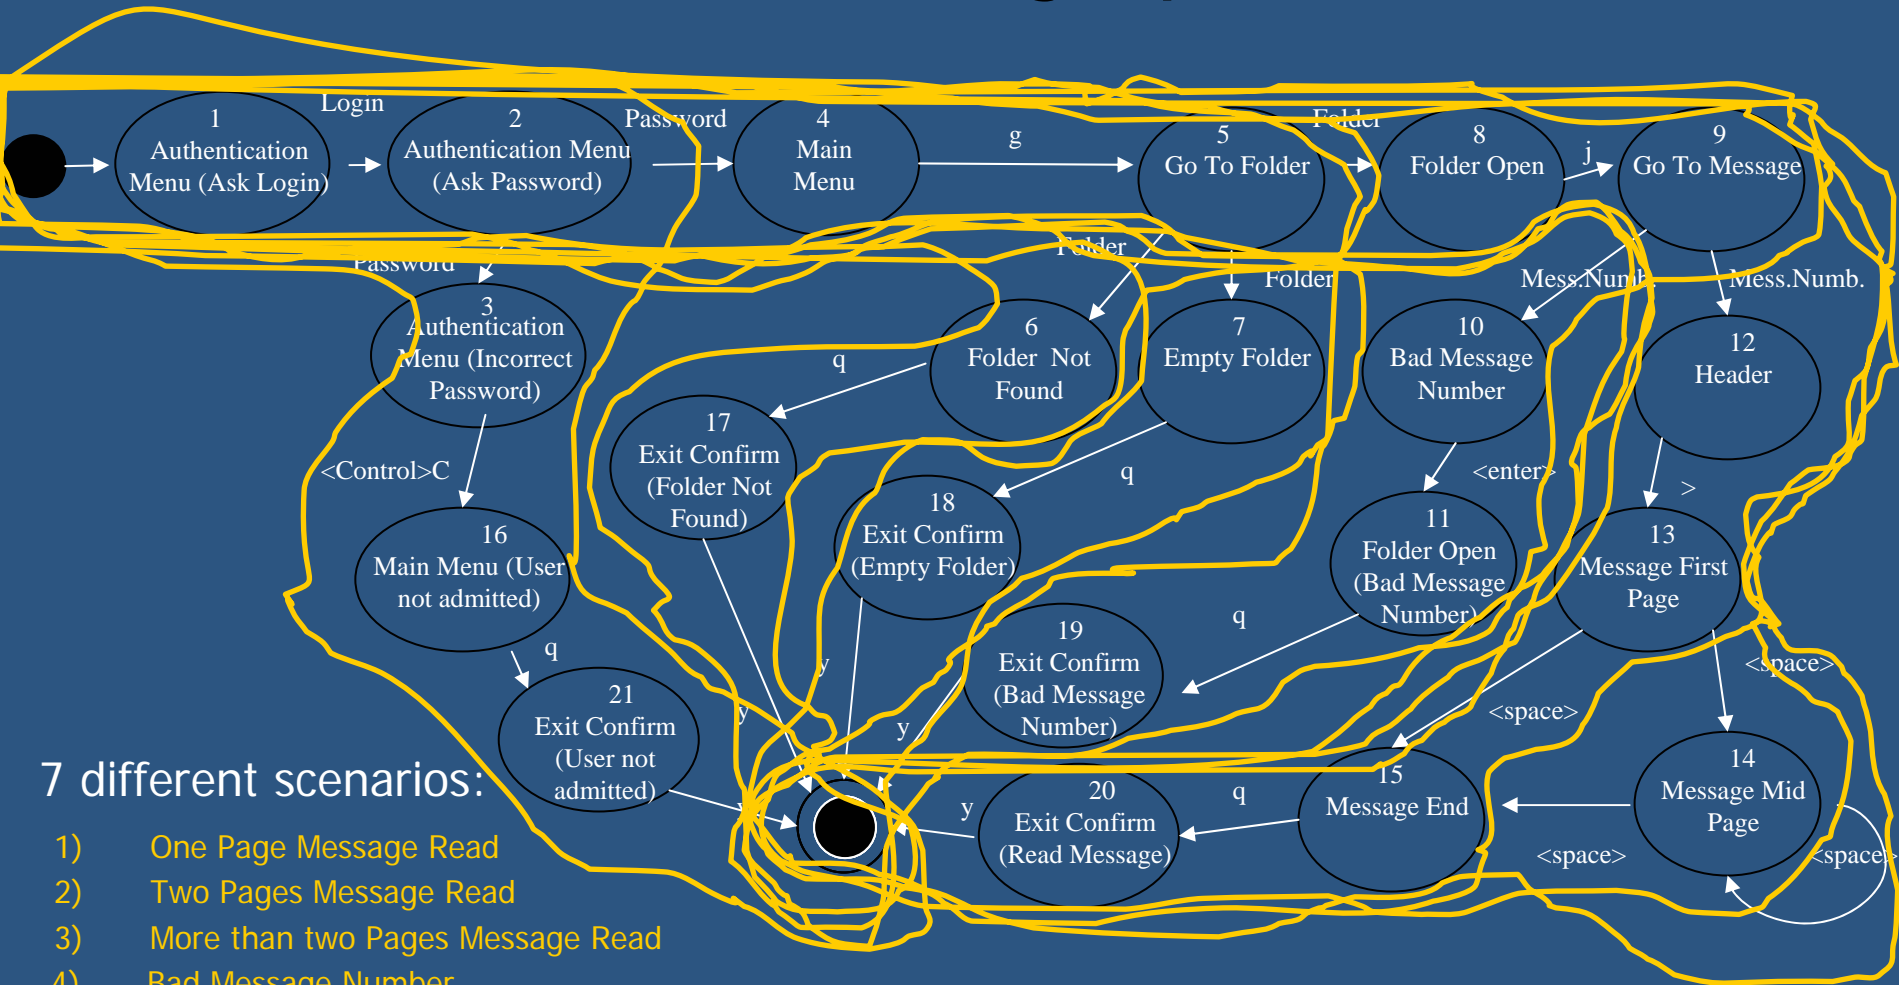 Login
Password
g
Folder
j
1
Authentication
Menu (Ask Login)
2
Authentication Menu
(Ask Password)
4
Main
Menu
5
Go To Folder
8
Folder Open
9
Go To Message
Password
Folder
Folder
Mess.Numb.
Mess.Numb.
3
Authentication
Menu (Incorrect
Password)
6
Folder Not
Found
7
Empty Folder
10
Bad Message
Number
12
Header
q
<Control>C
17
Exit Confirm
(Folder Not
Found)
q
<enter>
>
18
Exit Confirm
(Empty Folder)
11
Folder Open
(Bad Message
Number)
13
Message First
Page
16
Main Menu (User
not admitted)
q
19
Exit Confirm
(Bad Message
Number)
q
y
<space>
21
Exit Confirm
(User not
admitted)
y
y
<space>
15
Message End
14
Message Mid
Page
20
Exit Confirm
(Read Message)
y
y
q
<space>
<space>
7 different scenarios:
1) One Page Message Read
2) Two Pages Message Read
3) More than two Pages Message Read
4) Bad Message Number